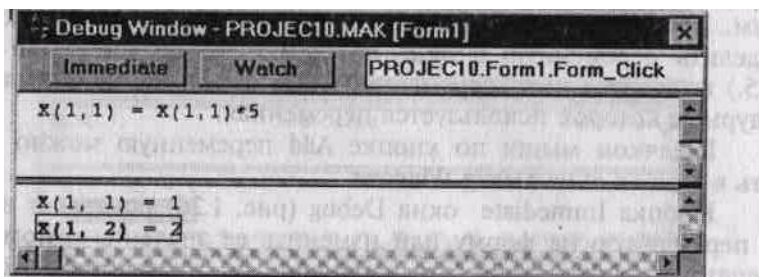 Debug Window - PROJEC10.MAK [Form1]
Immediate Watch PROJEC10.Form1.Form_Click
X(1,1) = X(1,1)*5
X(1, 1) = 1
X(1, 2) = 2